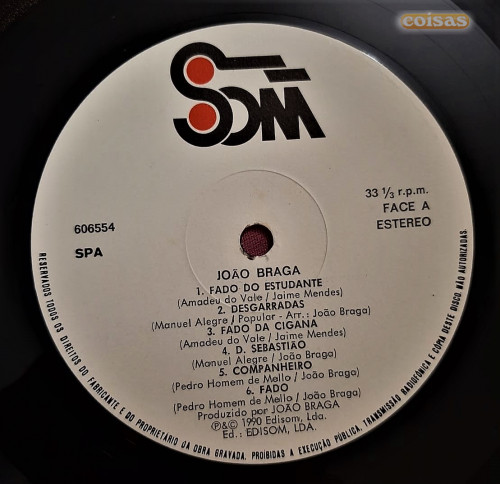 coisas
SOM
606554
SPA
33 1/3 r.p.m.
FACE A
ESTEREO
JOÃO BRAGA
1. FADO DO ESTUDANTE
(Amadeu do Vale / Jaime Mendes)
2. DESGARRADAS
(Manuel Alegre / Popular - Arr.: João Braga)
3. FADO DA CIGANA
(Amadeu do Vale / Jaime Mendes)
4. D. SEBASTIÃO
(Manuel Alegre / João Braga)
5. COMPANHEIRO
(Pedro Homem de Mello / João Braga)
6. FADO
(Pedro Homem de Mello / João Braga)
Produzido por JOÃO BRAGA
℗&© 1990 Edisom, Lda.
Ed.: EDISOM, LDA.
RESERVADOS TODOS OS DIREITOS DO FABRICANTE E DO PROPRIETÁRIO DA OBRA GRAVADA. PROIBIDAS A EXECUÇÃO PÚBLICA, TRANSMISSÃO RADIOFÓNICA E COPIA DESTE DISCO NÃO AUTORIZADAS.